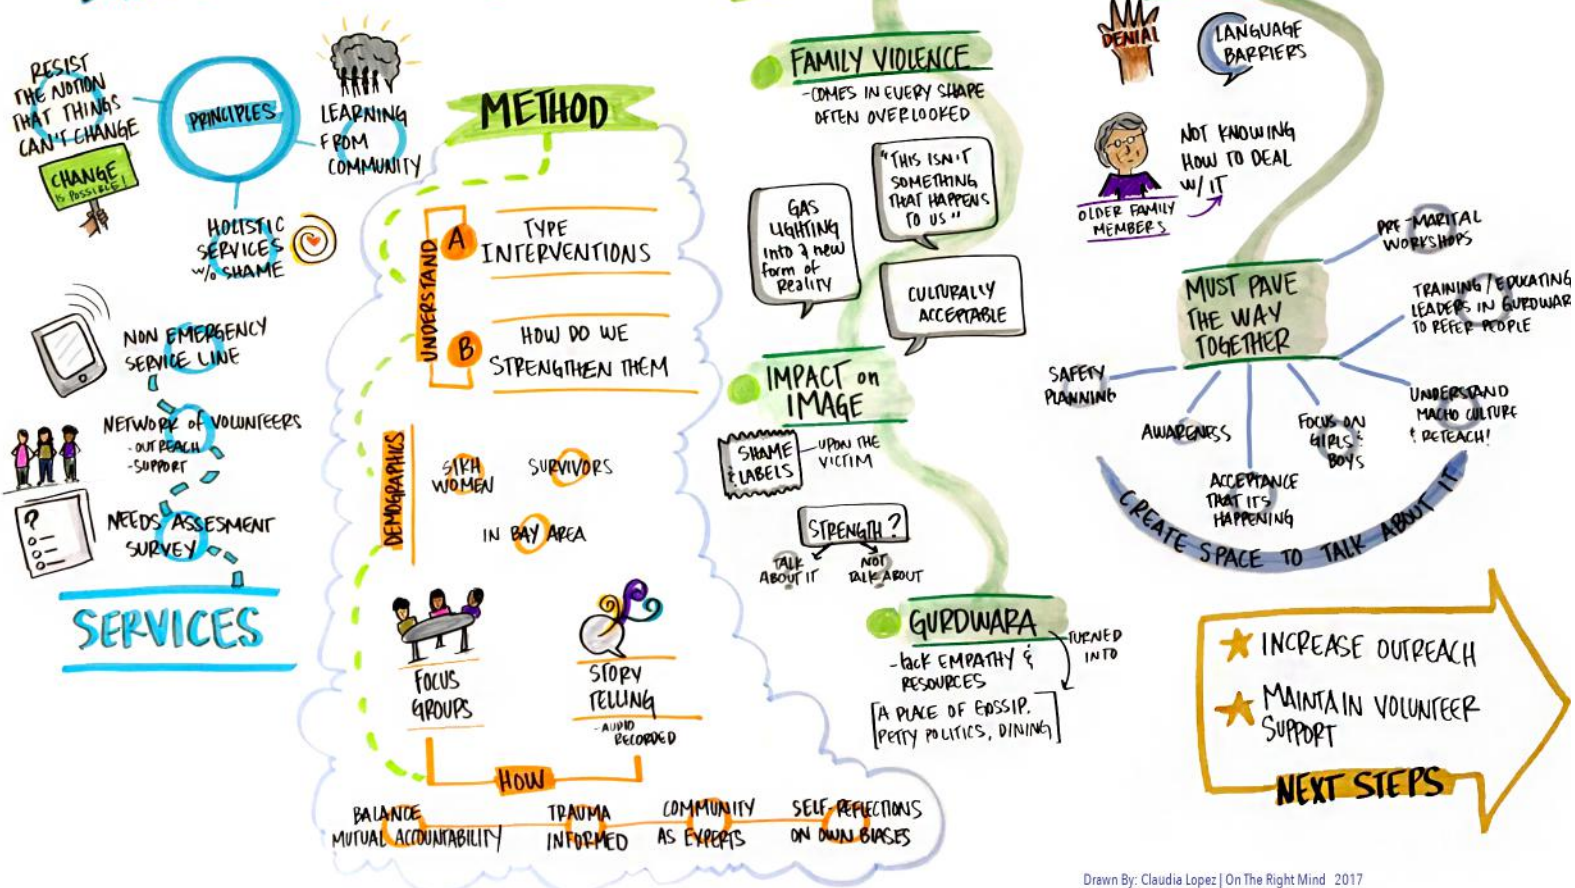 RESIST
THE NOTION
THAT THINGS
CAN'T CHANGE
CHANGE
IS POSSIBLE!
PRINCIPLES
LEARNING
FROM
COMMUNITY
HOLISTIC
SERVICES
w/o SHAME
NON EMERGENCY
SERVICE LINE
NETWORK of VOLUNTEERS
-OUTREACH
-SUPPORT
?
NEEDS ASSESMENT
SURVEY
SERVICES
METHOD
UNDERSTAND
A
TYPE
INTERVENTIONS
B
HOW DO WE
STRENGTHEN THEM
DEMOGRAPHICS
SIKH
WOMEN
SURVIVORS
IN BAY AREA
FOCUS
GROUPS
STORY
TELLING
-AUDIO
RECORDED
HOW
BALANCE
MUTUAL ACCOUNTABILITY
TRAUMA
INFORMED
COMMUNITY
AS EXPERTS
SELF-REFLECTIONS
ON OWN BIASES
FAMILY VIOLENCE
-COMES IN EVERY SHAPE
OFTEN OVERLOOKED
"THIS ISN'T
SOMETHING
THAT HAPPENS
TO US"
GAS
LIGHTING
into a new
form of
Reality
CULTURALLY
ACCEPTABLE
IMPACT on
IMAGE
SHAME
& LABELS
-UPON THE
VICTIM
STRENGTH?
TALK
ABOUT IT
NOT
TALK ABOUT
GURDWARA
-lack EMPATHY &
RESOURCES
TURNED
INTO
[A PLACE OF GOSSIP,
PETTY POLITICS, DINING]
DENIAL
LANGUAGE
BARRIERS
NOT KNOWING
HOW TO DEAL
W/ IT
OLDER FAMILY
MEMBERS
MUST PAVE
THE WAY
TOGETHER
PRE-MARITAL
WORKSHOPS
TRAINING/EDUCATING
LEADERS IN GURDWAR
TO REFER PEOPLE
UNDERSTAND
MACHO CULTURE
& RETEACH!
FOCUS ON
GIRLS &
BOYS
ACCEPTANCE
THAT IT'S
HAPPENING
AWARENESS
SAFETY
PLANNING
CREATE SPACE TO TALK ABOUT IT
INCREASE OUTREACH
MAINTAIN VOLUNTEER
SUPPORT
NEXT STEPS
Drawn By: Claudia Lopez | On The Right Mind 2017